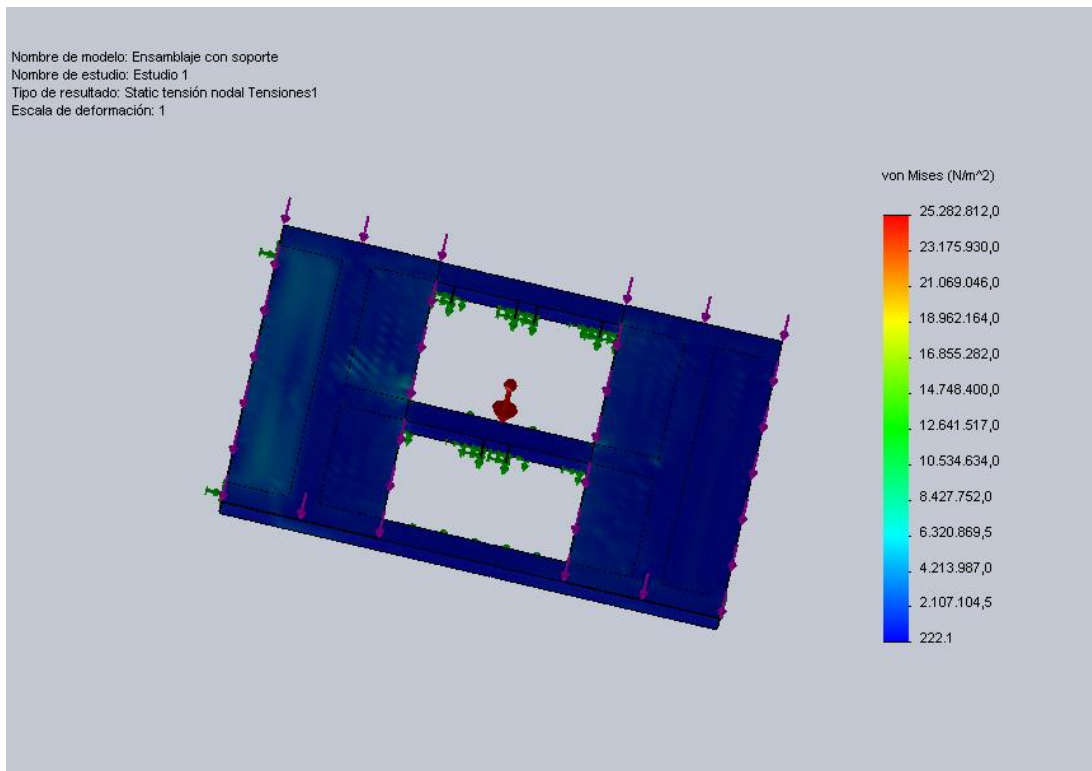 Nombre de modelo: Ensamblaje con soporte
Nombre de estudio: Estudio 1
Tipo de resultado: Static tensión nodal Tensiones1
Escala de deformación: 1
von Mises (N/m^2)
25.282.812,0
23.175.930,0
21.069.046,0
18.962.164,0
16.855.282,0
14.748.400,0
12.641.517,0
10.534.634,0
8.427.752,0
6.320.869,5
4.213.987,0
2.107.104,5
222.1